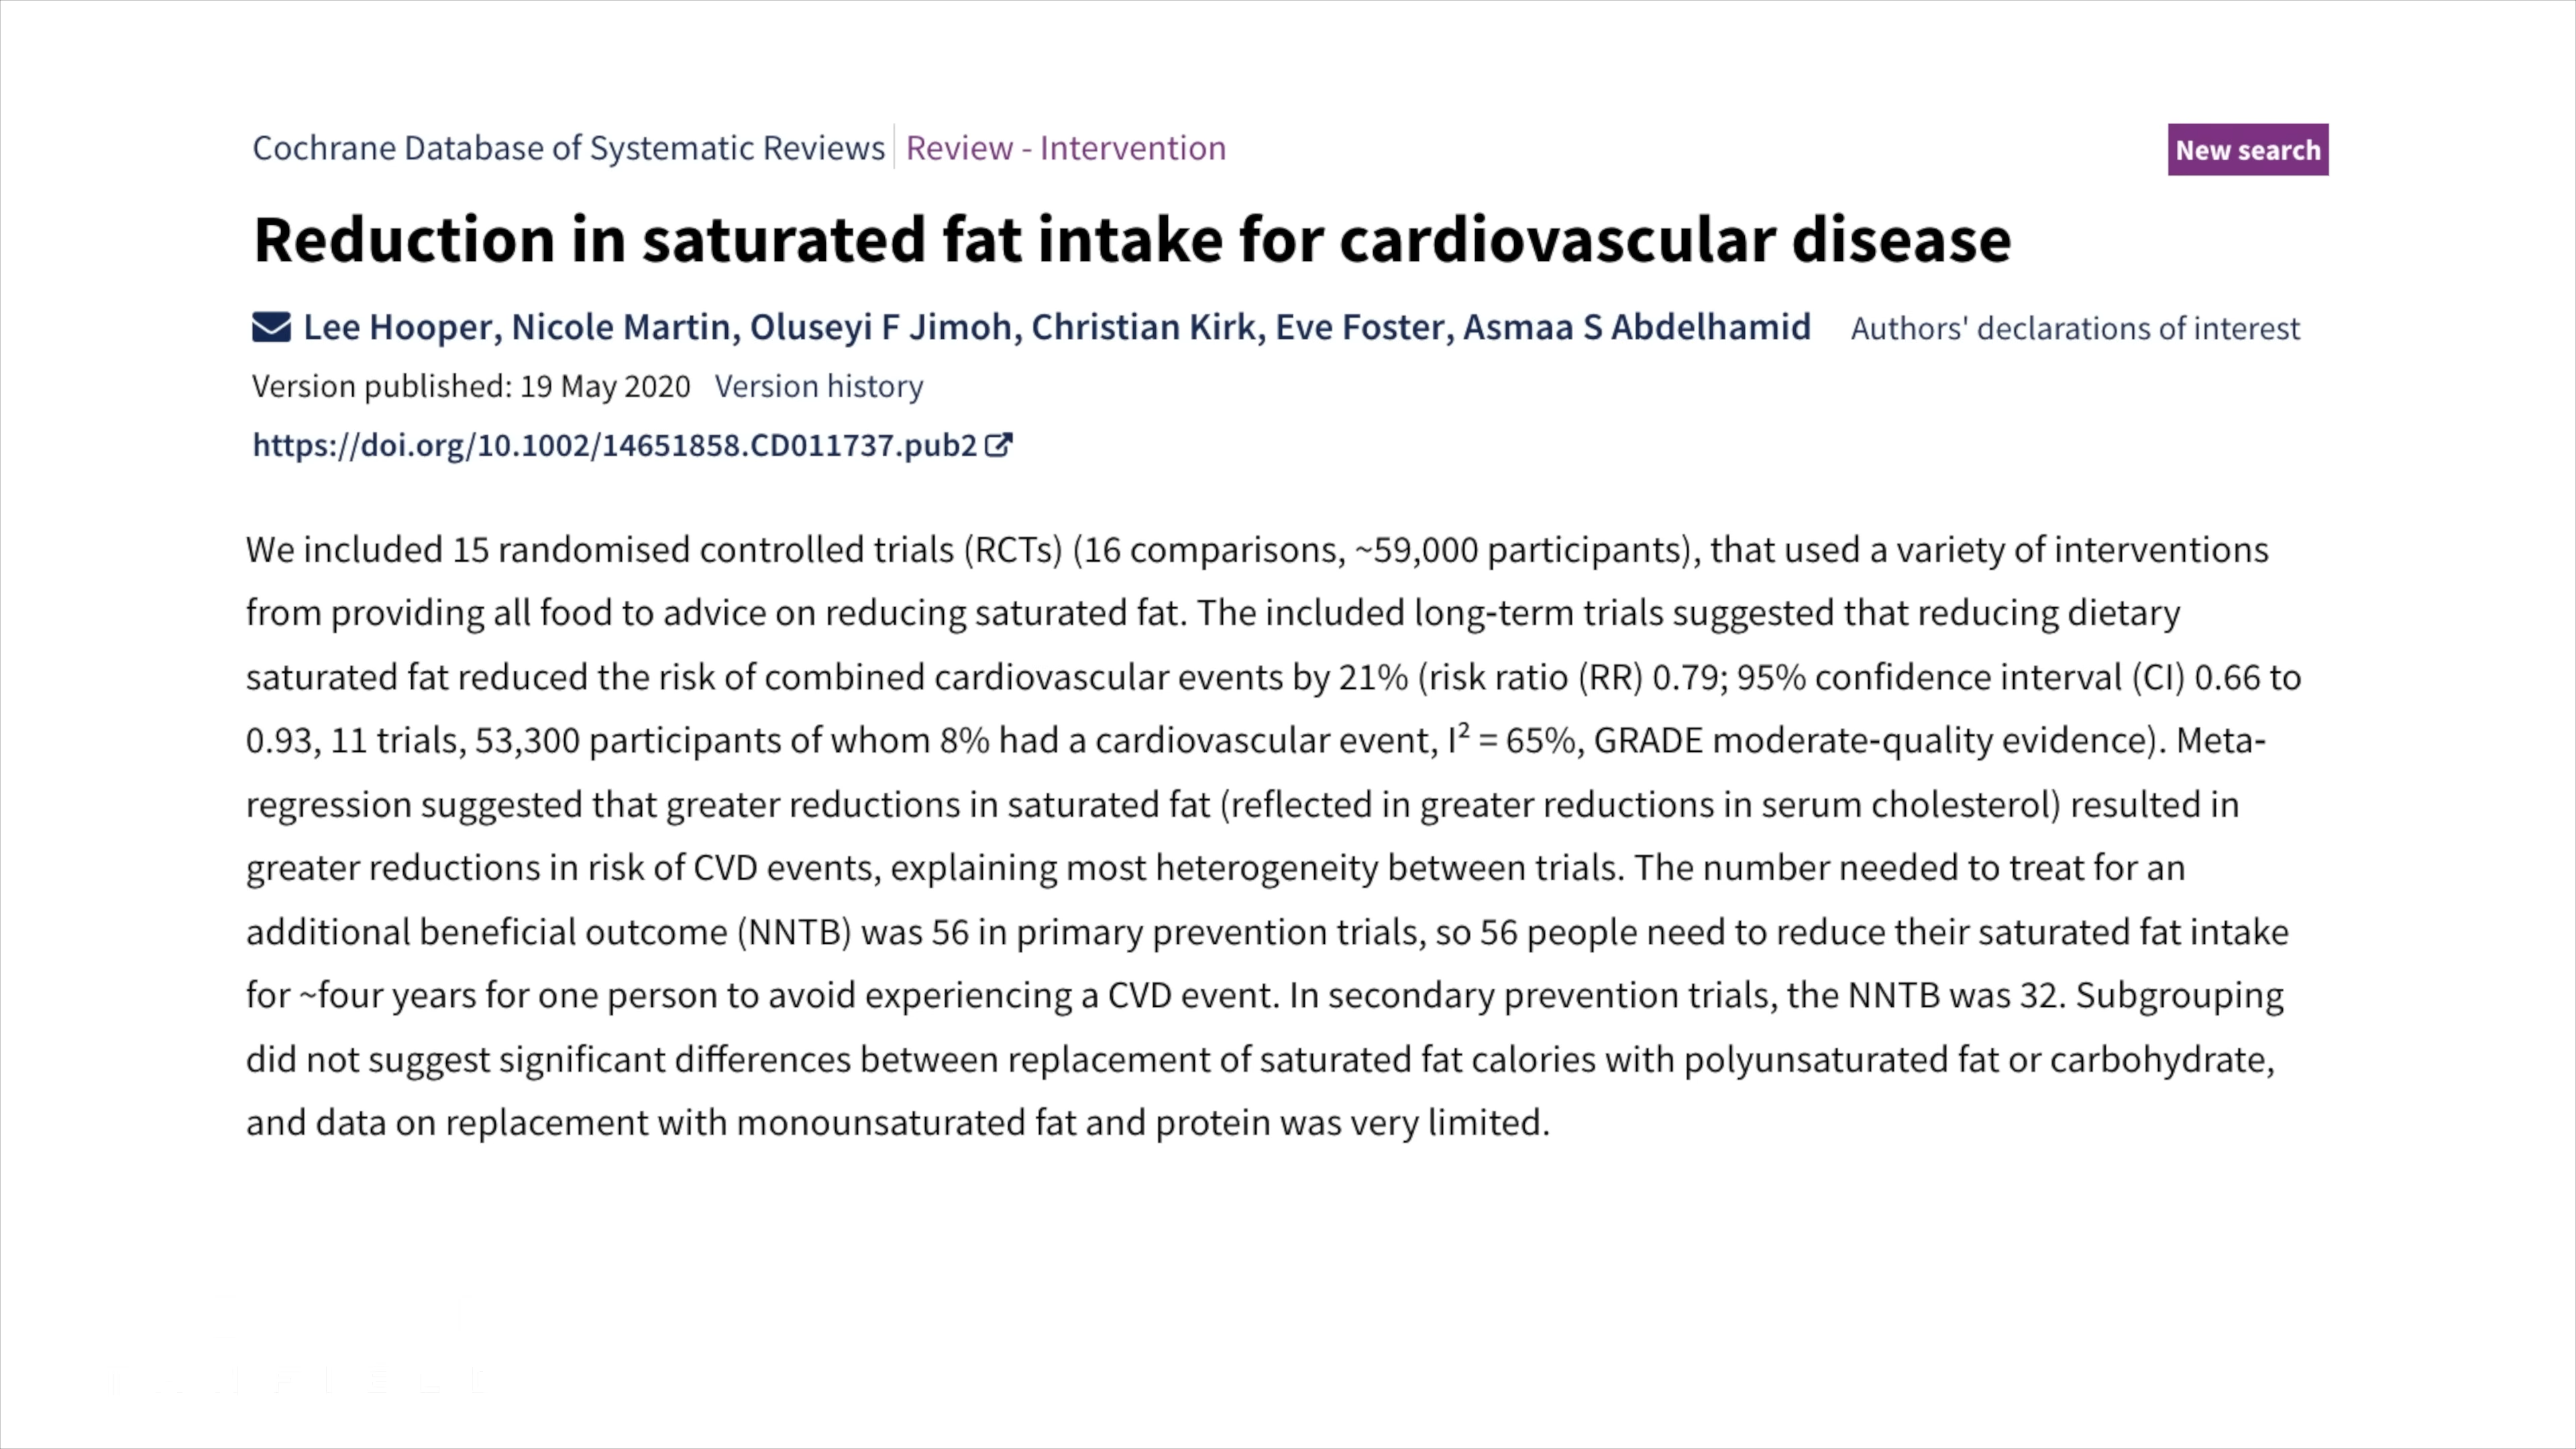 Cochrane Database of Systematic Reviews | Review - Intervention
New search
Reduction in saturated fat intake for cardiovascular disease
Lee Hooper, Nicole Martin, Oluseyi F Jimoh, Christian Kirk, Eve Foster, Asmaa S Abdelhamid Authors' declarations of interest
Version published: 19 May 2020 Version history
https://doi.org/10.1002/14651858.CD011737.pub2
We included 15 randomised controlled trials (RCTs) (16 comparisons, ~59,000 participants), that used a variety of interventions
from providing all food to advice on reducing saturated fat. The included long-term trials suggested that reducing dietary
saturated fat reduced the risk of combined cardiovascular events by 21% (risk ratio (RR) 0.79; 95% confidence interval (CI) 0.66 to
0.93, 11 trials, 53,300 participants of whom 8% had a cardiovascular event, I² = 65%, GRADE moderate-quality evidence). Meta-
regression suggested that greater reductions in saturated fat (reflected in greater reductions in serum cholesterol) resulted in
greater reductions in risk of CVD events, explaining most heterogeneity between trials. The number needed to treat for an
additional beneficial outcome (NNTB) was 56 in primary prevention trials, so 56 people need to reduce their saturated fat intake
for ~four years for one person to avoid experiencing a CVD event. In secondary prevention trials, the NNTB was 32. Subgrouping
did not suggest significant differences between replacement of saturated fat calories with polyunsaturated fat or carbohydrate,
and data on replacement with monounsaturated fat and protein was very limited.